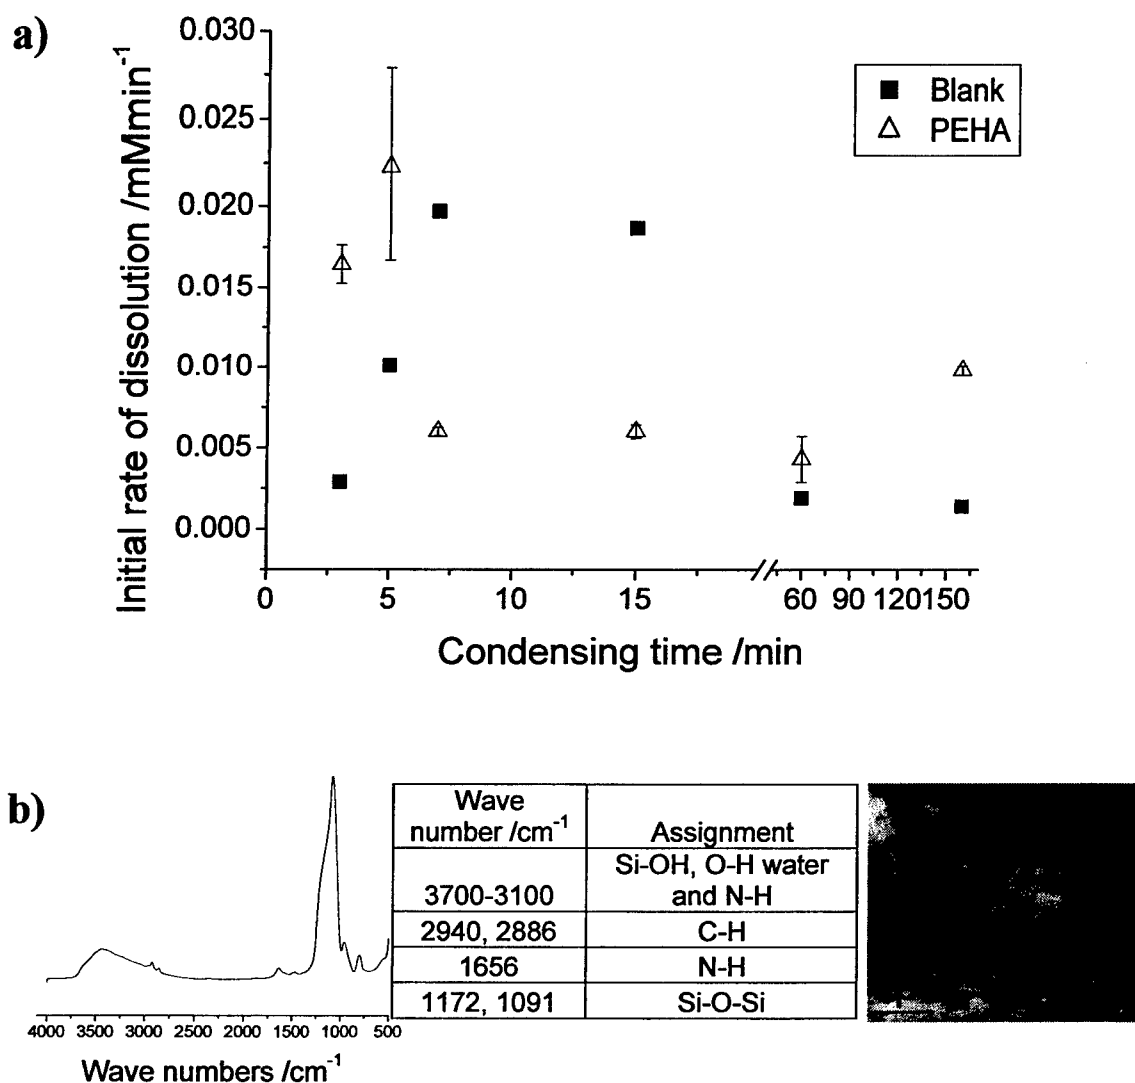 a)
Initial rate of dissolution /mMmin⁻¹
0.030
0.025
0.020
0.015
0.010
0.005
0.000
Blank
PEHA
0 5 10 15 60 90 120 150
Condensing time /min
b)
4000 3500 3000 2500 2000 1500 1000 500
Wave numbers /cm⁻¹
Wave
number /cm⁻¹ Assignment
Si-OH, O-H water
3700-3100 and N-H
2940, 2886 C-H
1656 N-H
1172, 1091 Si-O-Si